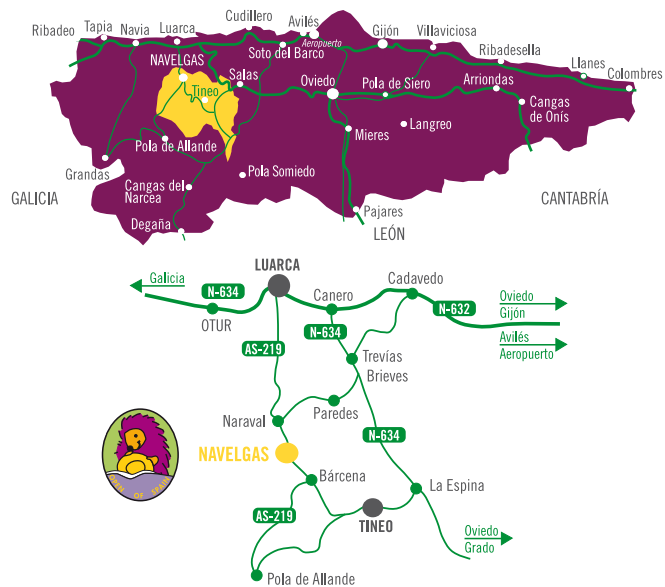 Cudillero
Avilés
Ribadeo
Tapia
Navia
Luarca
Aeropuerto
Gijón
Villaviciosa
Soto del Barco
Ribadesella
NAVELGAS
Llanes
Salas
Colombres
Tineo
Oviedo
Pola de Siero
Arriondas
Cangas
de Onís
Langreo
Mieres
Pola de Allande
Grandas
Pola Somiedo
GALICIA
Cangas del
Narcea
CANTABRÍA
Pajares
Degaña
LEÓN
LUARCA
Galicia
Cadavedo
N-634
Canero
N-632
Oviedo
Gijón
OTUR
N-634
Avilés
Aeropuerto
AS-219
Trevías
Brieves
Paredes
Naraval
N-634
NAVELGAS
Bárcena
La Espina
OF SPAIN
AS-219
TINEO
Oviedo
Grado
Pola de Allande